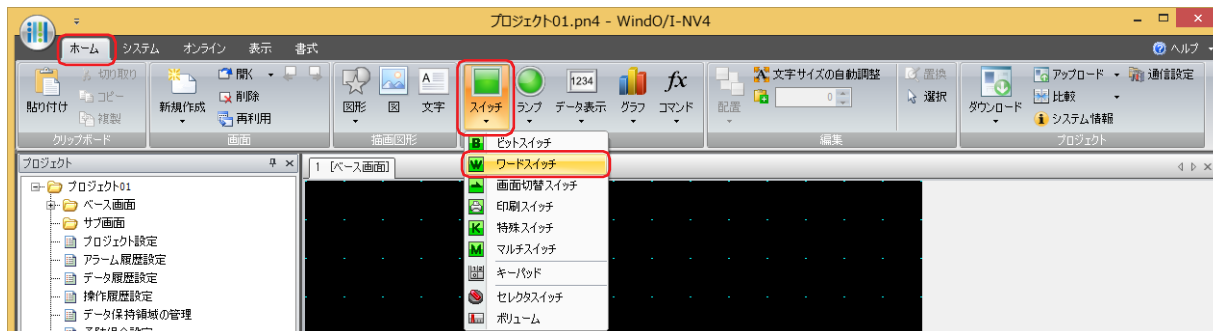 プロジェクト01.pn4 - WindO/I-NV4
ホーム システム オンライン 表示 書式 ヘルプ
貼り付け 切り取り コピー 複製
新規作成 開く 削除 再利用
図形 図 文字
スイッチ ランプ データ表示 グラフ コマンド
配置 文字サイズの自動調整 0 置換 選択
ダウンロード アップロード 比較 システム情報 通信設定
クリップボード 画面 描画図形 編集 プロジェクト
B ビットスイッチ
W ワードスイッチ
画面切替スイッチ
印刷スイッチ
K 特殊スイッチ
M マルチスイッチ
キーパッド
セレクタスイッチ
ボリューム
プロジェクト
1 [ベース画面]
プロジェクト01
ベース画面
サブ画面
プロジェクト設定
アラーム履歴設定
データ履歴設定
操作履歴設定
データ保持領域の管理